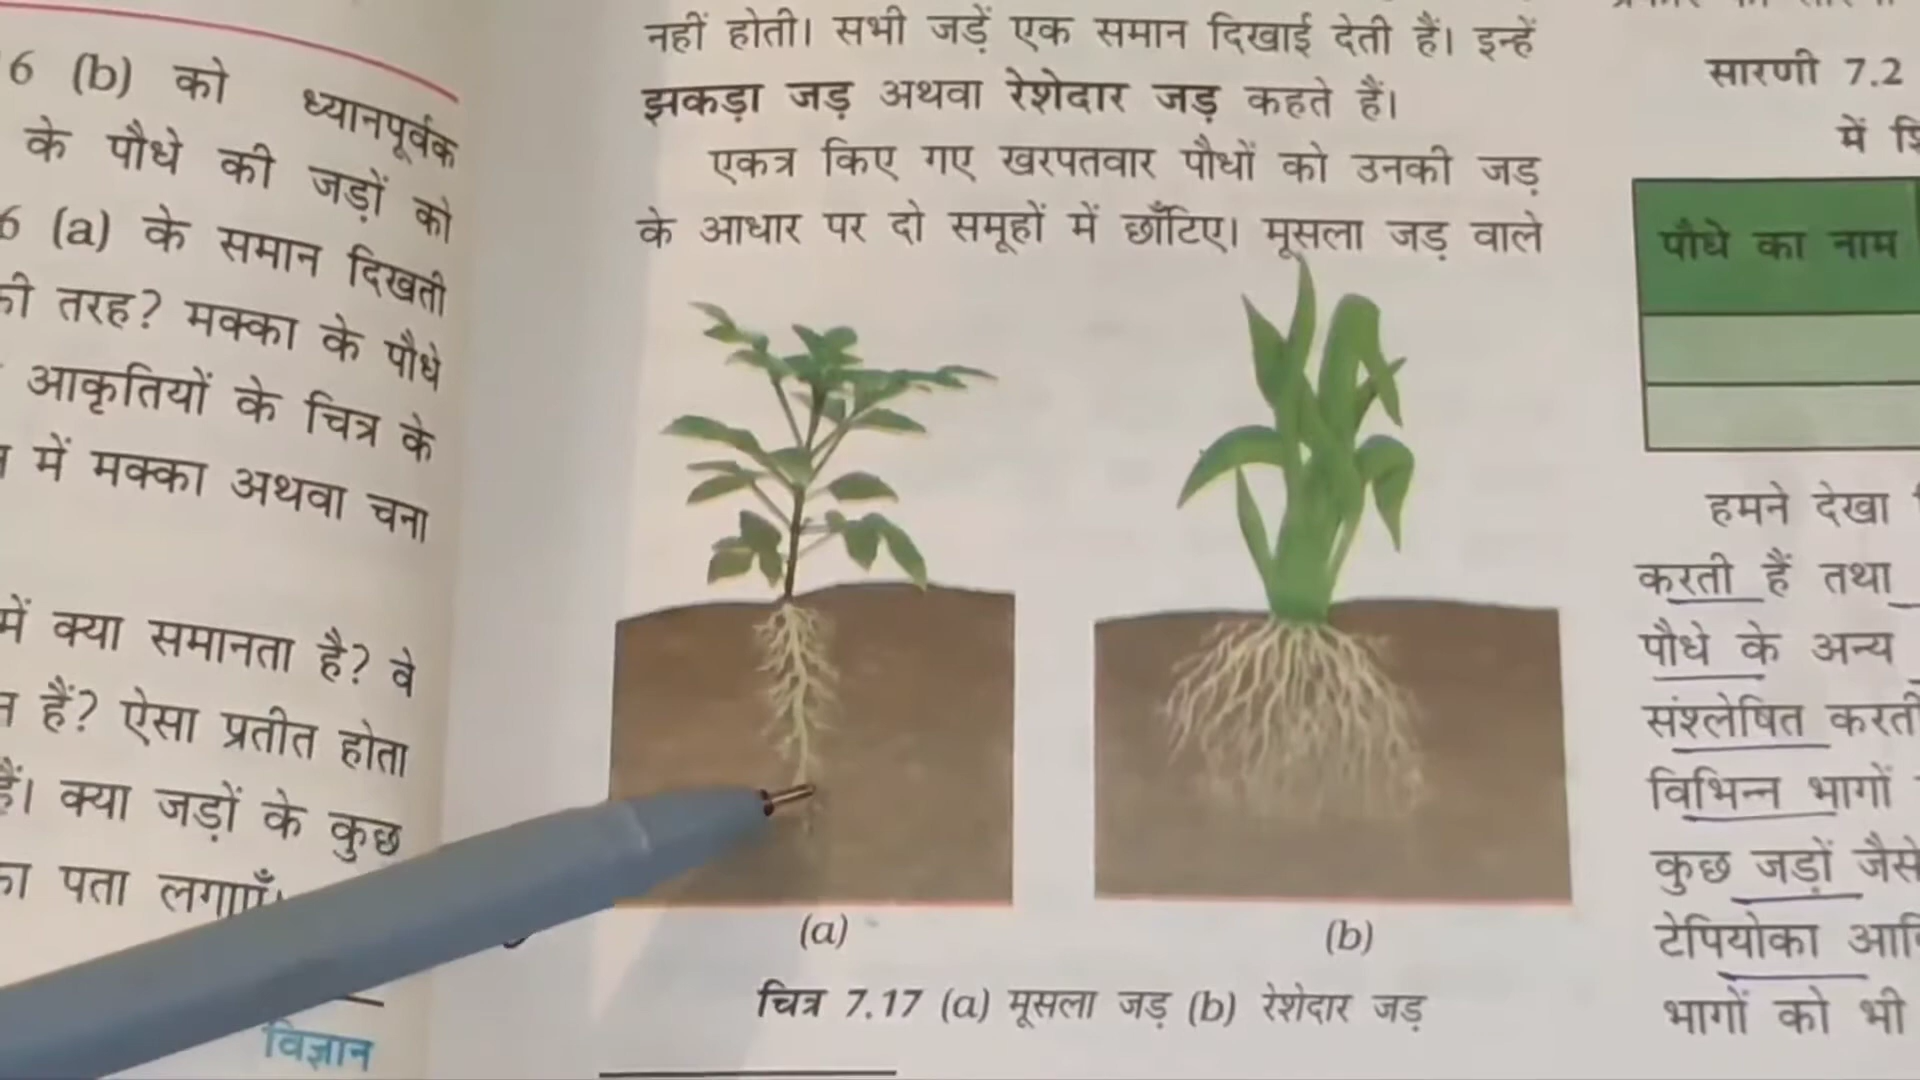 6 (b) को ध्यानपूर्वक
के पौधे की जड़ों को
6 (a) के समान दिखती
की तरह? मक्का के पौधे
आकृतियों के चित्र के
में मक्का अथवा चना
में क्या समानता है? वे
हैं? ऐसा प्रतीत होता
हैं। क्या जड़ों के कुछ
का पता लगाएँ।
विज्ञान
नहीं होती। सभी जड़ें एक समान दिखाई देती हैं। इन्हें
झकड़ा जड़ अथवा रेशेदार जड़ कहते हैं।
एकत्र किए गए खरपतवार पौधों को उनकी जड़
के आधार पर दो समूहों में छाँटिए। मूसला जड़ वाले
(a)
(b)
चित्र 7.17 (a) मूसला जड़ (b) रेशेदार जड़
सारणी 7.2
में
पौधे का नाम
हमने देखा
करती हैं तथा
पौधे के अन्य
संश्लेषित करती
विभिन्न भागों
कुछ जड़ों जैसे
टेपियोका आदि
भागों को भी